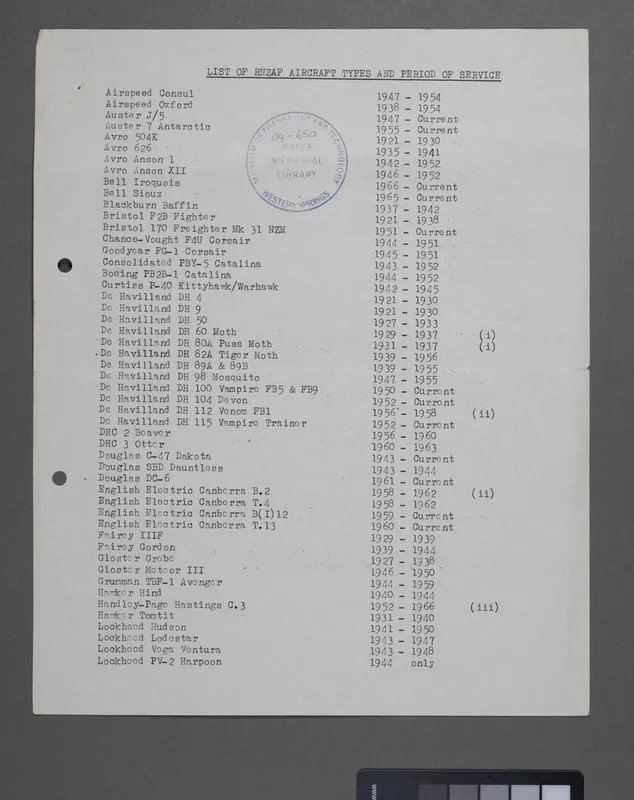 LIST OF RNZAF AIRCRAFT TYPES AND PERIOD OF SERVICE
Airspeed Consul 1947 - 1954
Airspeed Oxford 1938 - 1954
Auster J/5 1947 - Current
Auster 7 Antarctic 1955 - Current
Avro 504K 1921 - 1930
Avro 626 1935 - 1941
Avro Anson 1 1942 - 1952
Avro Anson XII 1946 - 1952
Bell Iroquois 1966 - Current
Bell Sioux 1965 - Current
Blackburn Baffin 1937 - 1942
Bristol F2B Fighter 1921 - 1938
Bristol 170 Freighter Mk 31 NZM 1951 - Current
Chance-Vought F4U Corsair 1944 - 1951
Goodyear FG-1 Corsair 1945 - 1951
Consolidated PBY-5 Catalina 1943 - 1952
Boeing PB2B-1 Catalina 1944 - 1952
Curtiss P-40 Kittyhawk/Warhawk 1942 - 1945
De Havilland DH 4 1921 - 1930
De Havilland DH 9 1921 - 1930
De Havilland DH 50 1927 - 1933
De Havilland DH 60 Moth 1929 - 1937 (i)
De Havilland DH 80A Puss Moth 1931 - 1937 (i)
De Havilland DH 82A Tiger Moth 1939 - 1956
De Havilland DH 89A & 89B 1939 - 1955
De Havilland DH 98 Mosquito 1947 - 1955
De Havilland DH 100 Vampire FB5 & FB9 1950 - Current
De Havilland DH 104 Devon 1952 - Current
De Havilland DH 112 Venom FB1 1956 - 1958 (ii)
De Havilland DH 115 Vampire Trainer 1952 - Current
DHC 2 Beaver 1956 - 1960
DHC 3 Otter 1960 - 1963
Douglas C-47 Dakota 1943 - Current
Douglas SBD Dauntless 1943 - 1944
Douglas DC-6 1961 - Current
English Electric Canberra B.2 1958 - 1962 (ii)
English Electric Canberra T.4 1958 - 1962
English Electric Canberra B(I)12 1959 - Current
English Electric Canberra T.13 1960 - Current
Fairey IIIF 1929 - 1939
Fairey Gordon 1939 - 1944
Gloster Grebe 1927 - 1938
Gloster Meteor III 1946 - 1950
Grumman TBF-1 Avenger 1944 - 1959
Hawker Hind 1940 - 1944
Handley-Page Hastings C.3 1952 - 1966 (iii)
Hawker Tomtit 1931 - 1940
Lockheed Hudson 1941 - 1950
Lockheed Lodestar 1943 - 1947
Lockheed Vega Ventura 1943 - 1948
Lockheed PV-2 Harpoon 1944 only
MUSEUM OF TRANSPORT AND TECHNOLOGY
04-650
WALSH
MEMORIAL
LIBRARY
WESTERN SPRINGS